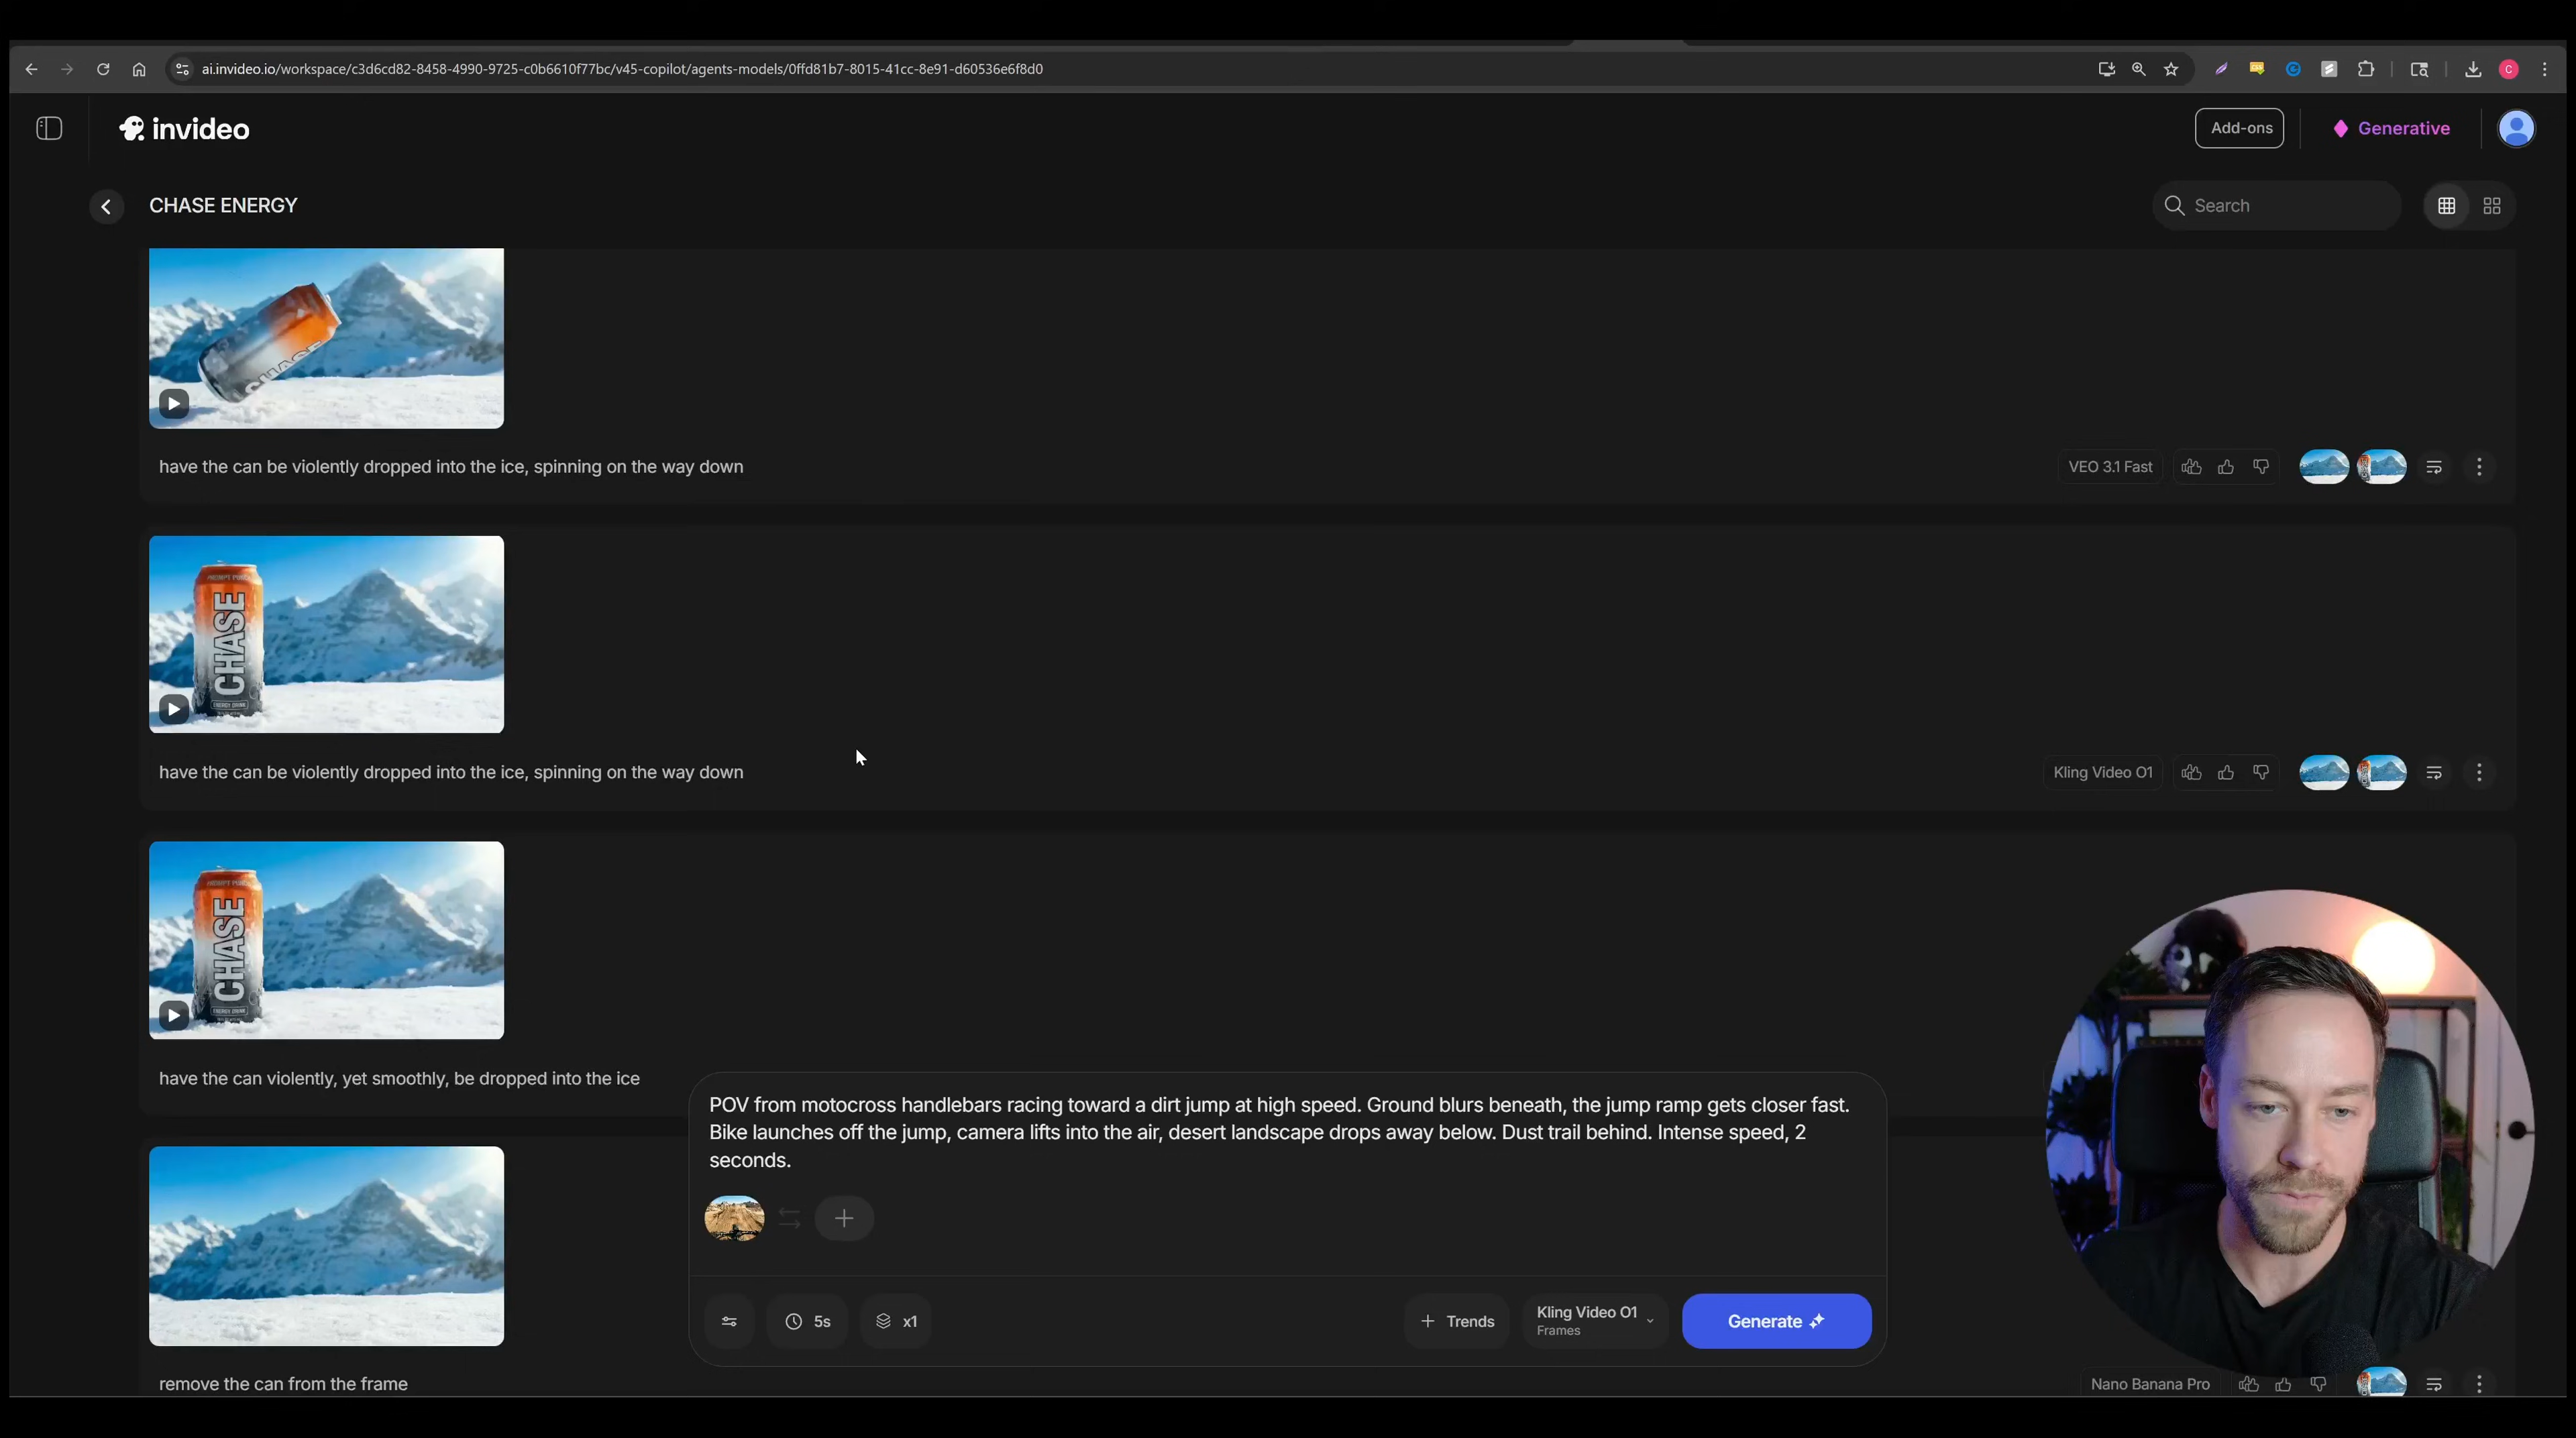 ai.invideo.io/workspace/c3d6cd82-8458-4990-9725-c0b6610f77bc/v45-copilot/agents-models/0ffd81b7-8015-41cc-8e91-d60536e6f8d0
C
invideo
Add-ons
Generative
CHASE ENERGY
Search
CHASE
have the can be violently dropped into the ice, spinning on the way down
VEO 3.1 Fast
CHASE
ENERGY DRINK
have the can be violently dropped into the ice, spinning on the way down
Kling Video O1
CHASE
ENERGY DRINK
have the can violently, yet smoothly, be dropped into the ice
POV from motocross handlebars racing toward a dirt jump at high speed. Ground blurs beneath, the jump ramp gets closer fast.
Bike launches off the jump, camera lifts into the air, desert landscape drops away below. Dust trail behind. Intense speed, 2
seconds.
5s
x1
Trends
Kling Video O1
Frames
Generate
remove the can from the frame
Nano Banana Pro